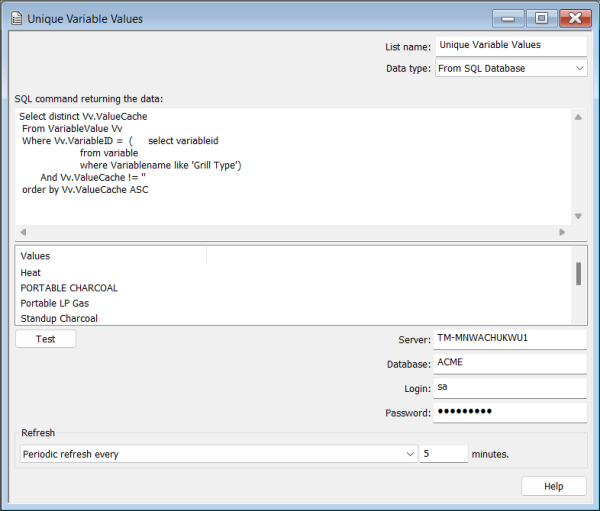 Unique Variable Values
List name: Unique Variable Values
Data type: From SQL Database
SQL command returning the data:
Select distinct Vv.ValueCache
From VariableValue Vv
Where Vv.VariableID = ( select variableid
from variable
where Variablename like 'Grill Type')
And Vv.ValueCache != ''
order by Vv.ValueCache ASC
Values
Heat
PORTABLE CHARCOAL
Portable LP Gas
Standup Charcoal
Test
Server: TM-MNWACHUKWU1
Database: ACME
Login: sa
Password: ●●●●●●●●●
Refresh
Periodic refresh every 5 minutes.
Help